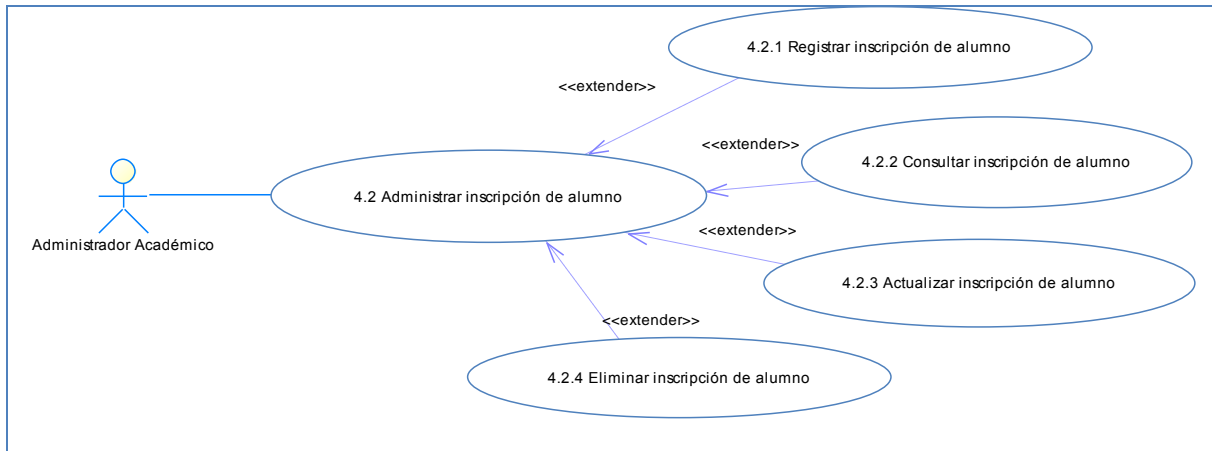 4.2.1 Registrar inscripción de alumno
<<extender>>
<<extender>>
4.2.2 Consultar inscripción de alumno
4.2 Administrar inscripción de alumno
<<extender>>
Administrador Académico
4.2.3 Actualizar inscripción de alumno
<<extender>>
4.2.4 Eliminar inscripción de alumno